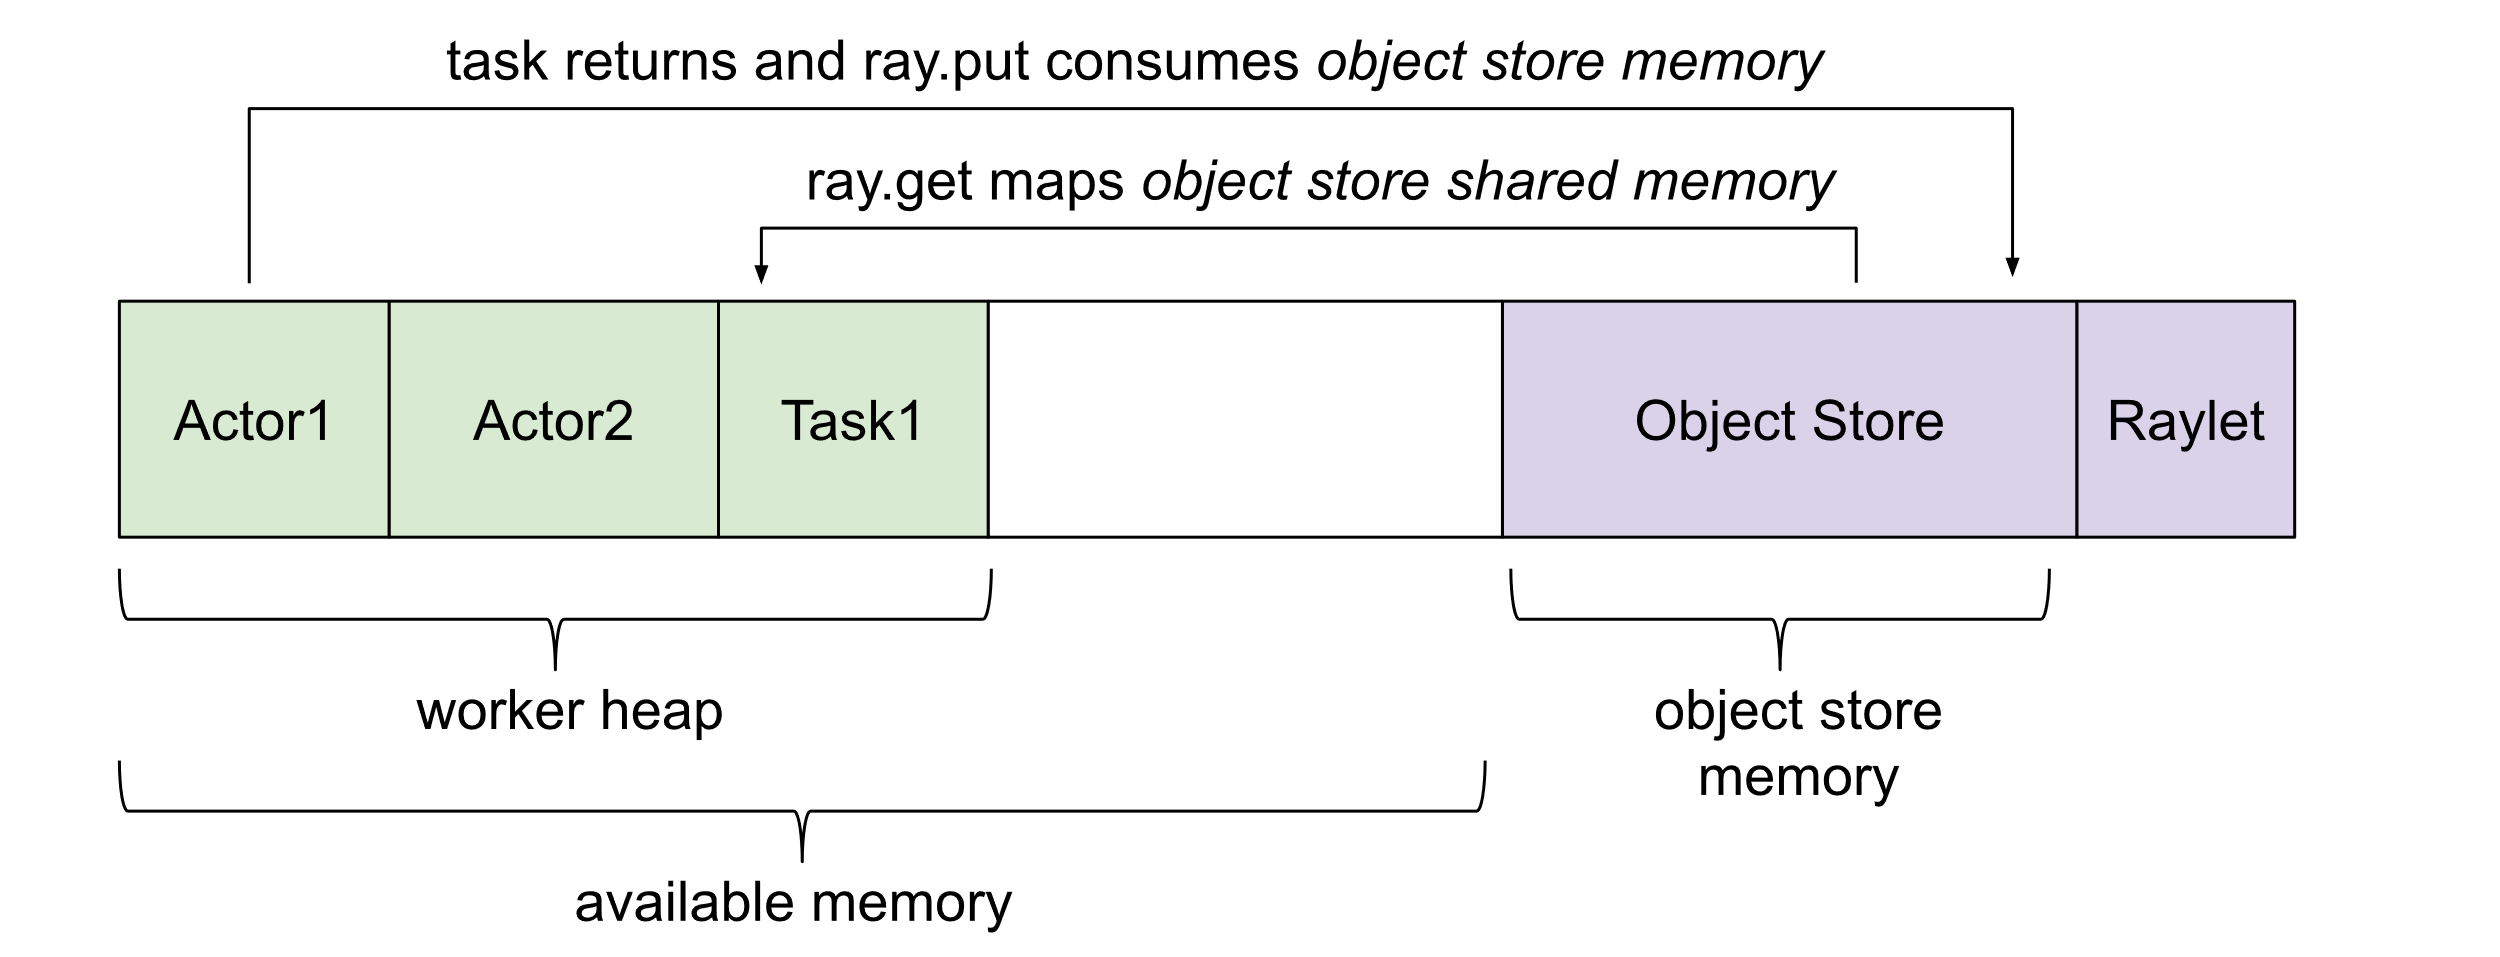 task returns and ray.put consumes object store memory
ray.get maps object store shared memory
Actor1
Actor2
Task1
Object Store
Raylet
worker heap
object store
memory
available memory